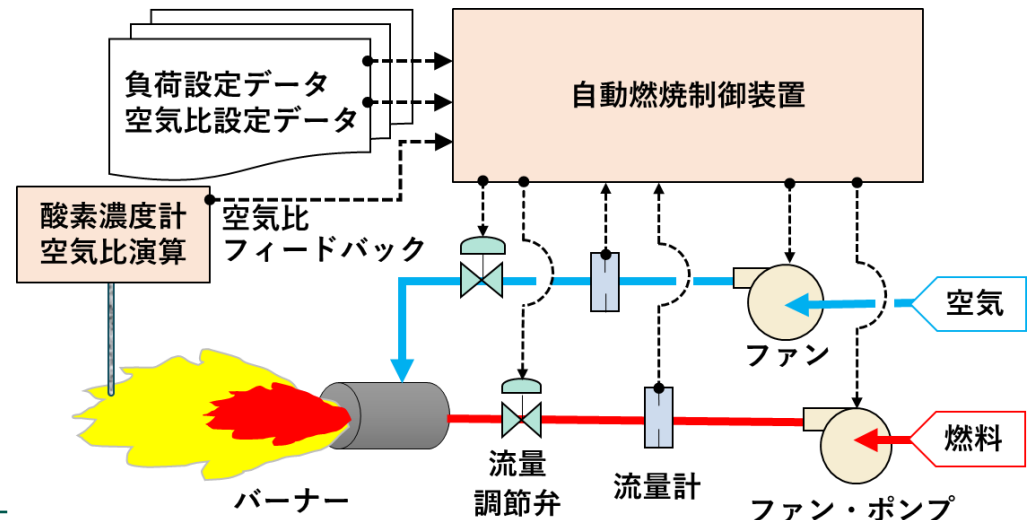 負荷設定データ
空気比設定データ
自動燃焼制御装置
酸素濃度計
空気比演算
空気比
フィードバック
空気
ファン
燃料
バーナー
流量
調節弁
流量計
ファン・ポンプ